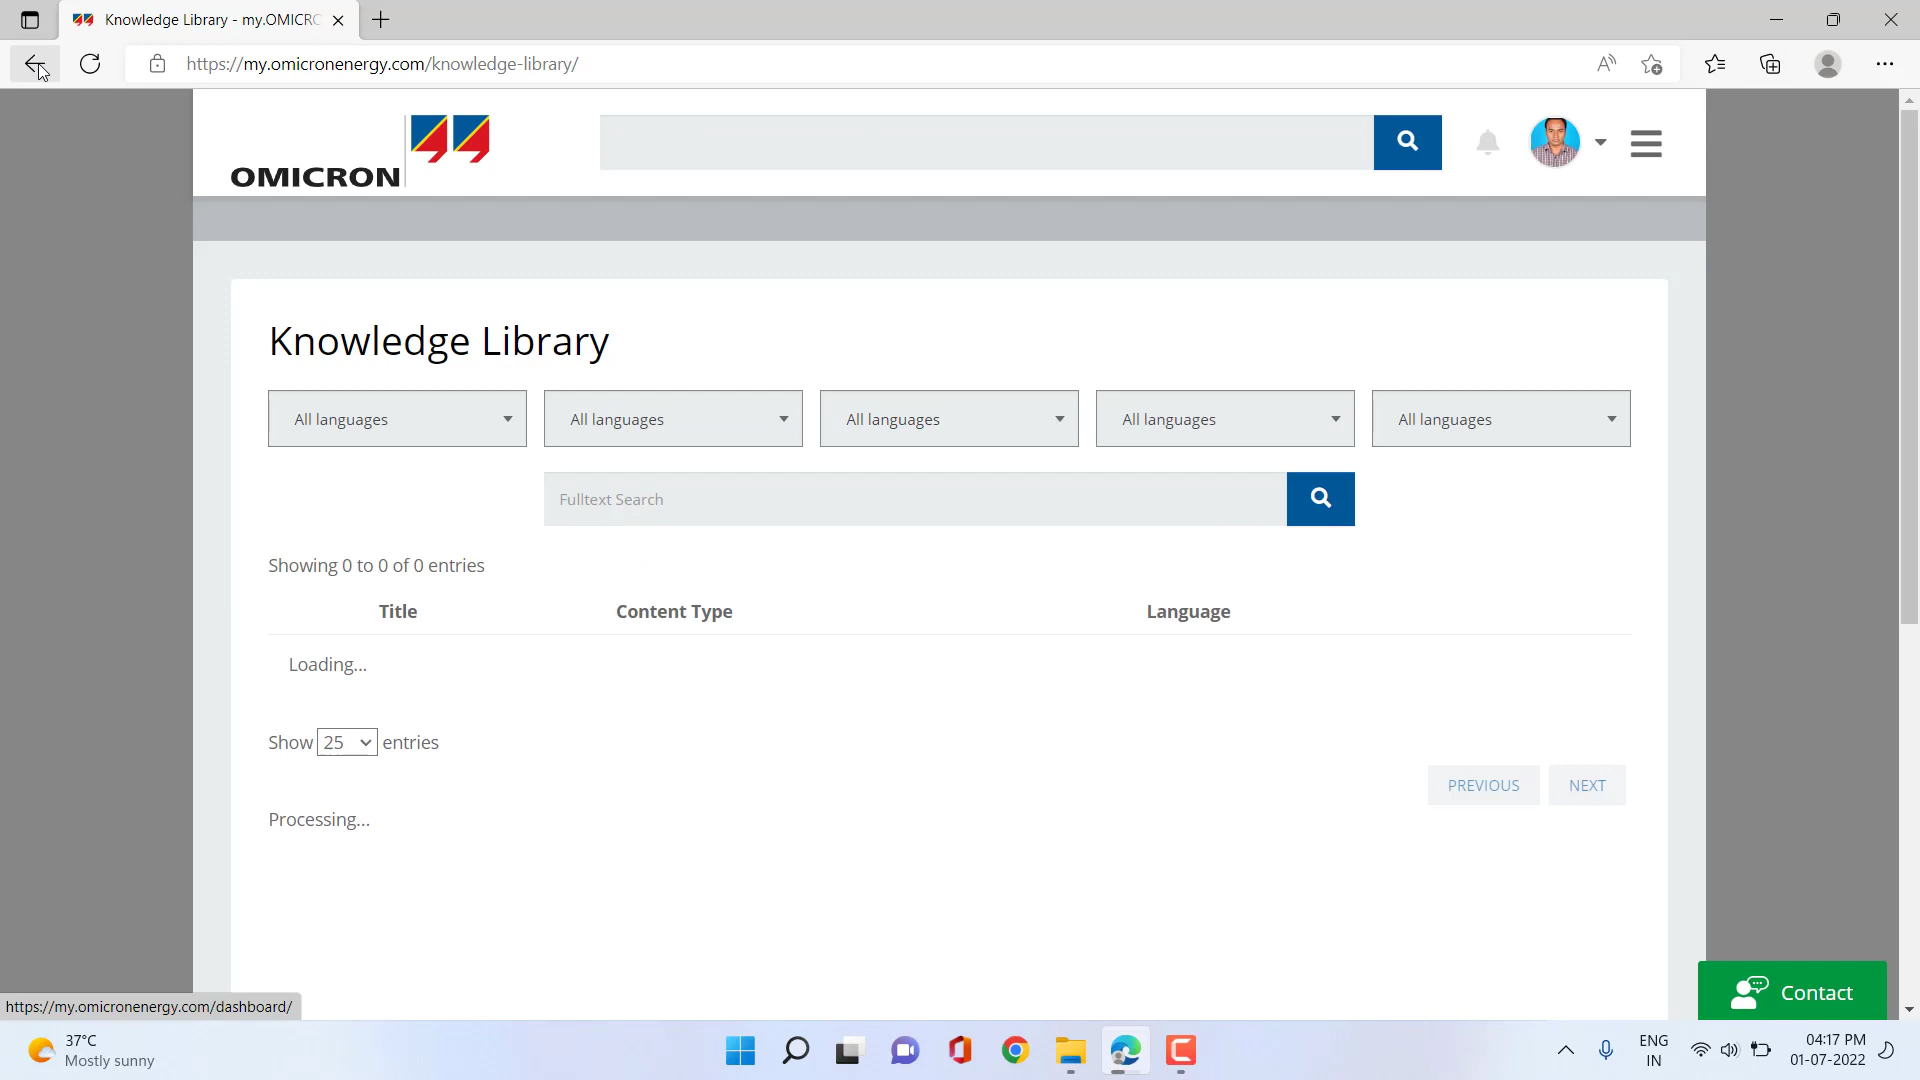 Knowledge Library - my.OMICRO
https://my.omicronenergy.com/knowledge-library/
OMICRON
Knowledge Library
All languages
All languages
All languages
All languages
All languages
Fulltext Search
Showing 0 to 0 of 0 entries
Title Content Type Language
Loading...
Show 25 entries
PREVIOUS NEXT
Processing...
Contact
https://my.omicronenergy.com/dashboard/
37°C
Mostly sunny
ENG
IN
04:17 PM
01-07-2022